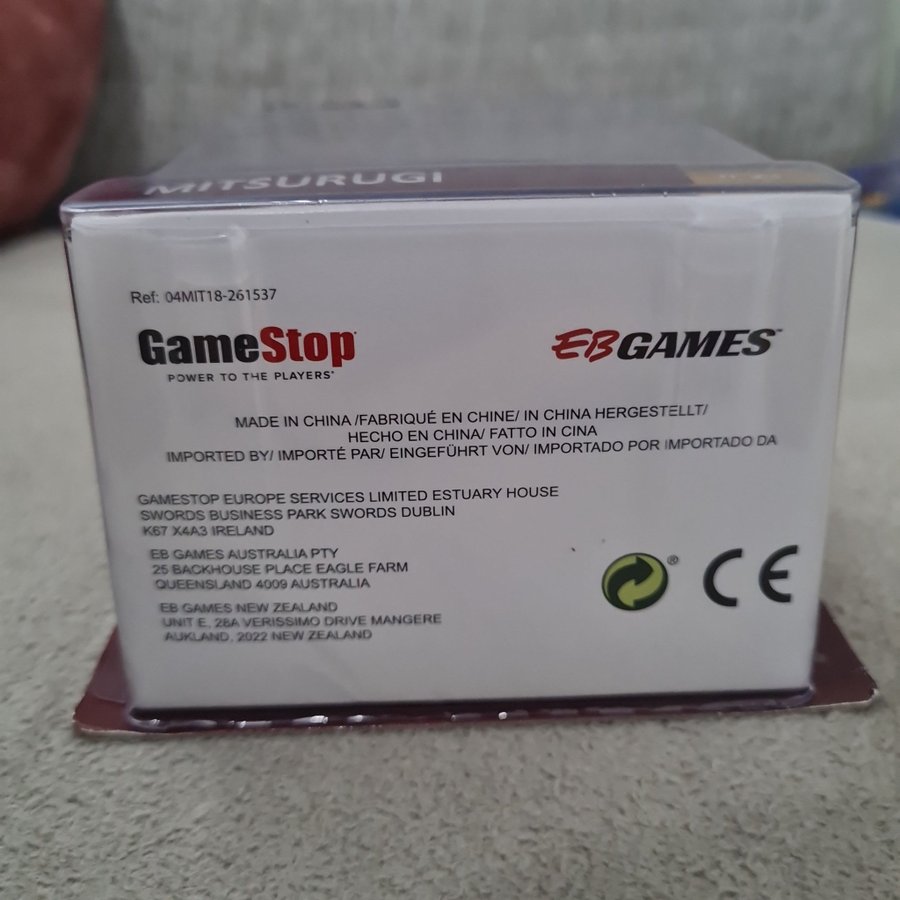 MITSURUGI
Ref: 04MIT18-261537
GameStop
POWER TO THE PLAYERS®
EB GAMES™
MADE IN CHINA /FABRIQUÉ EN CHINE/ IN CHINA HERGESTELLT/
HECHO EN CHINA/ FATTO IN CINA
IMPORTED BY/ IMPORTÉ PAR/ EINGEFÜHRT VON/ IMPORTADO POR IMPORTADO DA
GAMESTOP EUROPE SERVICES LIMITED ESTUARY HOUSE
SWORDS BUSINESS PARK SWORDS DUBLIN
K67 X4A3 IRELAND
EB GAMES AUSTRALIA PTY
25 BACKHOUSE PLACE EAGLE FARM
QUEENSLAND 4009 AUSTRALIA
EB GAMES NEW ZEALAND
UNIT E, 28A VERISSIMO DRIVE MANGERE
AUKLAND, 2022 NEW ZEALAND
®
CE